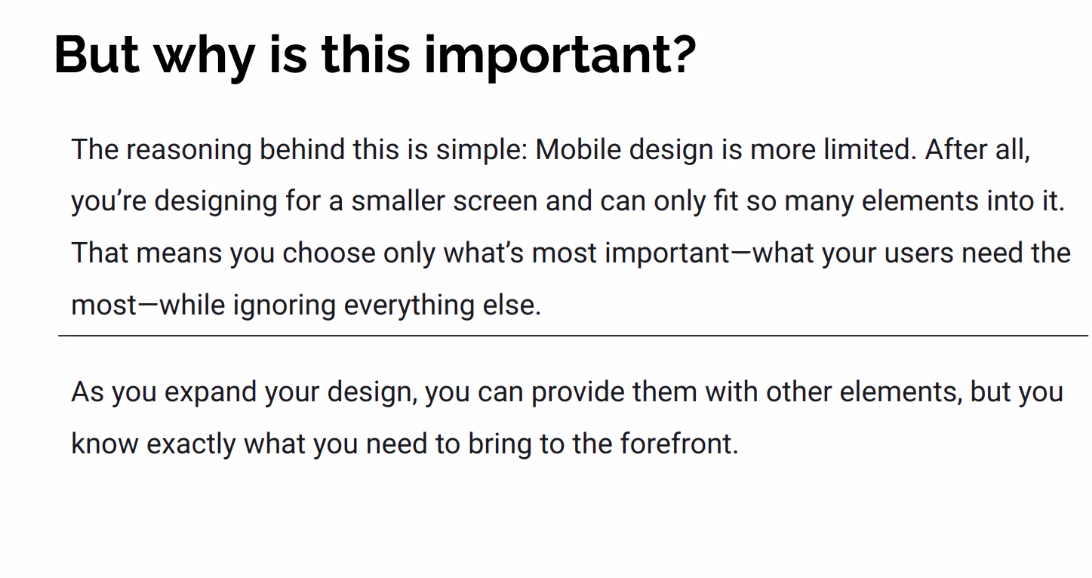 But why is this important?
The reasoning behind this is simple: Mobile design is more limited. After all,
you’re designing for a smaller screen and can only fit so many elements into it.
That means you choose only what’s most important—what your users need the
most—while ignoring everything else.
As you expand your design, you can provide them with other elements, but you
know exactly what you need to bring to the forefront.